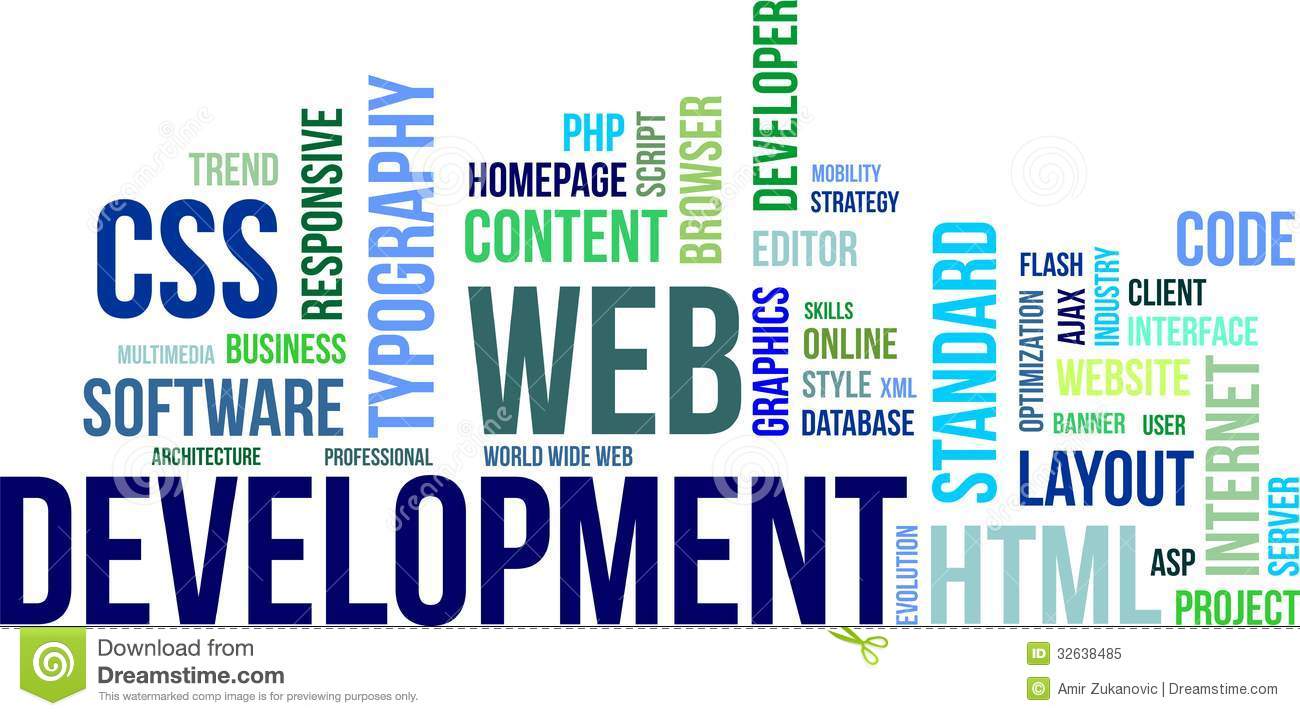 DEVELOPER
TYPOGRAPHY
BROWSER
RESPONSIVE
SCRIPT
PHP
TREND
HOMEPAGE
MOBILITY
STRATEGY
CSS
CONTENT
EDITOR
CODE
STANDARD
FLASH
INDUSTRY
AJAX
CLIENT
WEB
GRAPHICS
SKILLS
OPTIMIZATION
INTERFACE
ONLINE
MULTIMEDIA
BUSINESS
WEBSITE
INTERNET
STYLE
XML
SOFTWARE
DATABASE
BANNER
USER
ARCHITECTURE
PROFESSIONAL
WORLD WIDE WEB
LAYOUT
SERVER
DEVELOPMENT
EVOLUTION
HTML
ASP
PROJECT
Download from
Dreamstime.com
This watermarked comp image is for previewing purposes only.
ID 32638485
© Amir Zukanovic | Dreamstime.com